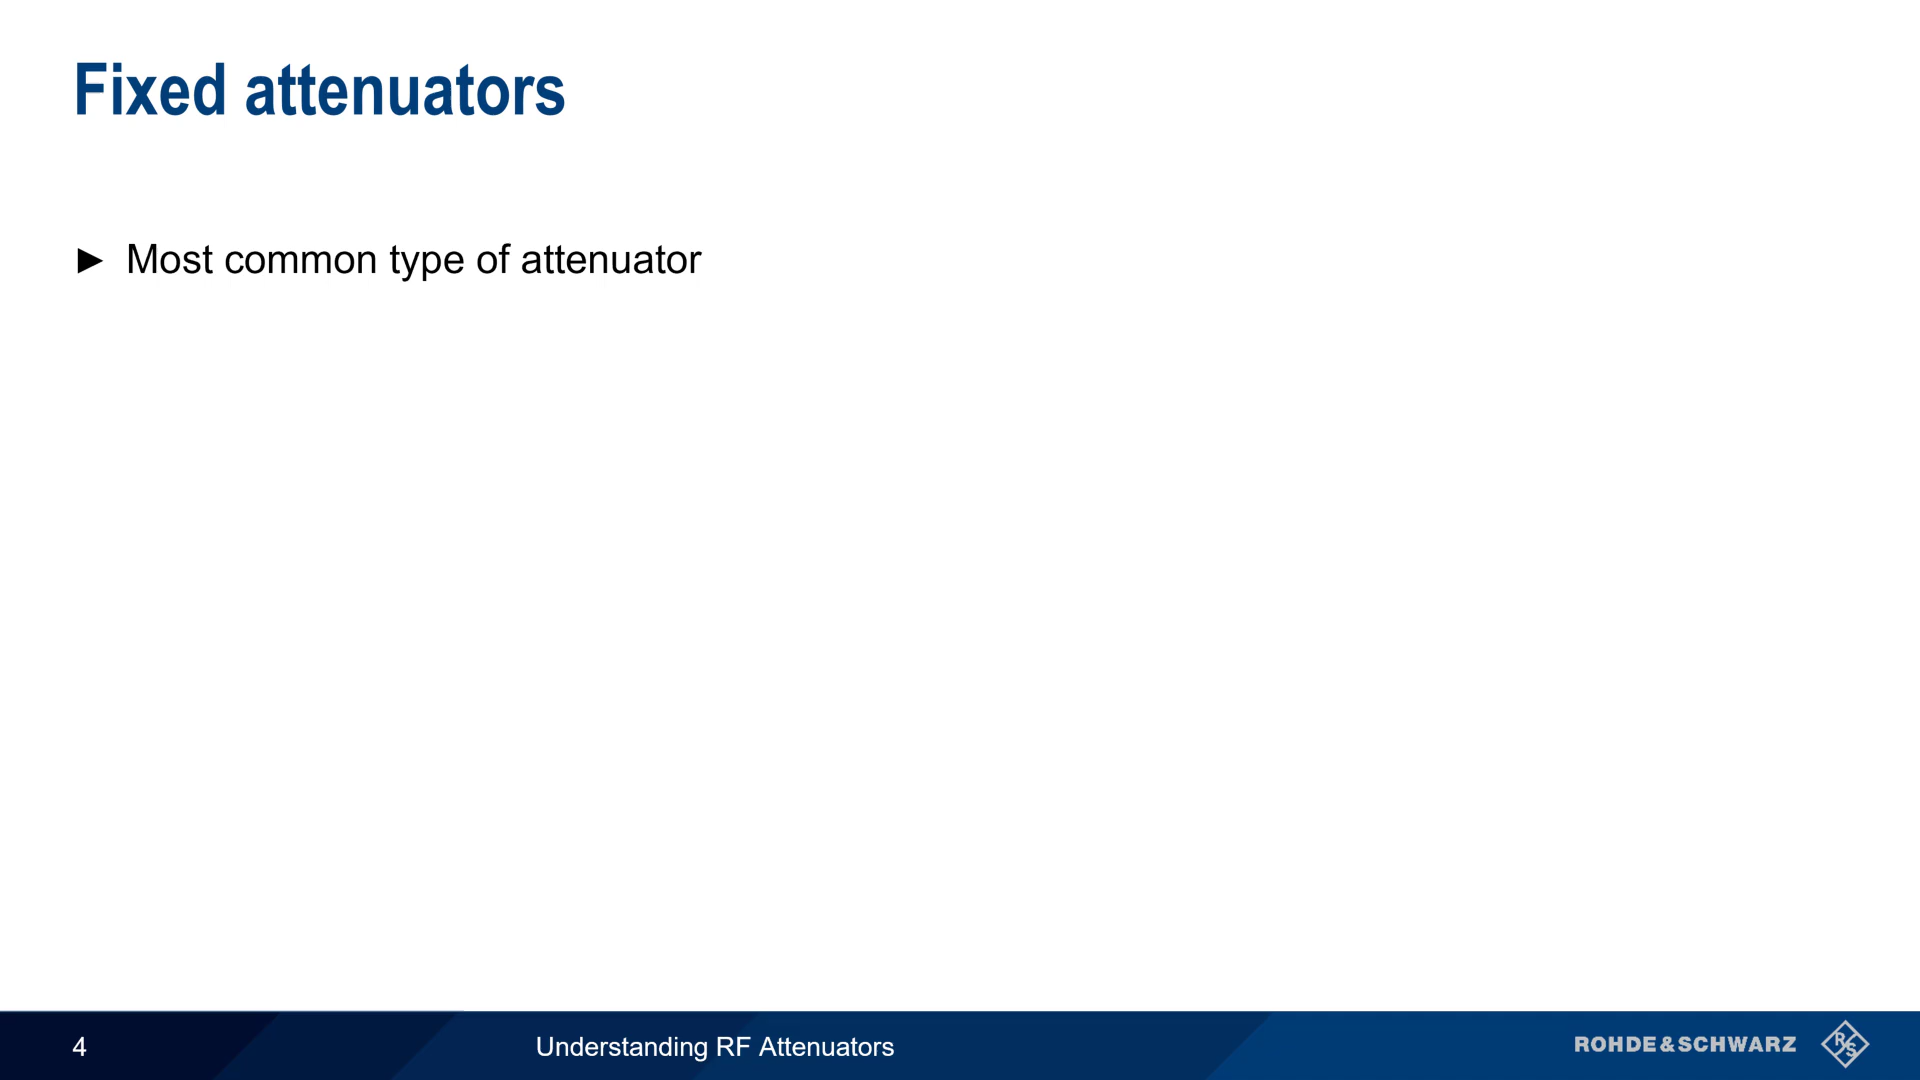 Fixed attenuators
► Most common type of attenuator
4
Understanding RF Attenuators
ROHDE&SCHWARZ
R&S